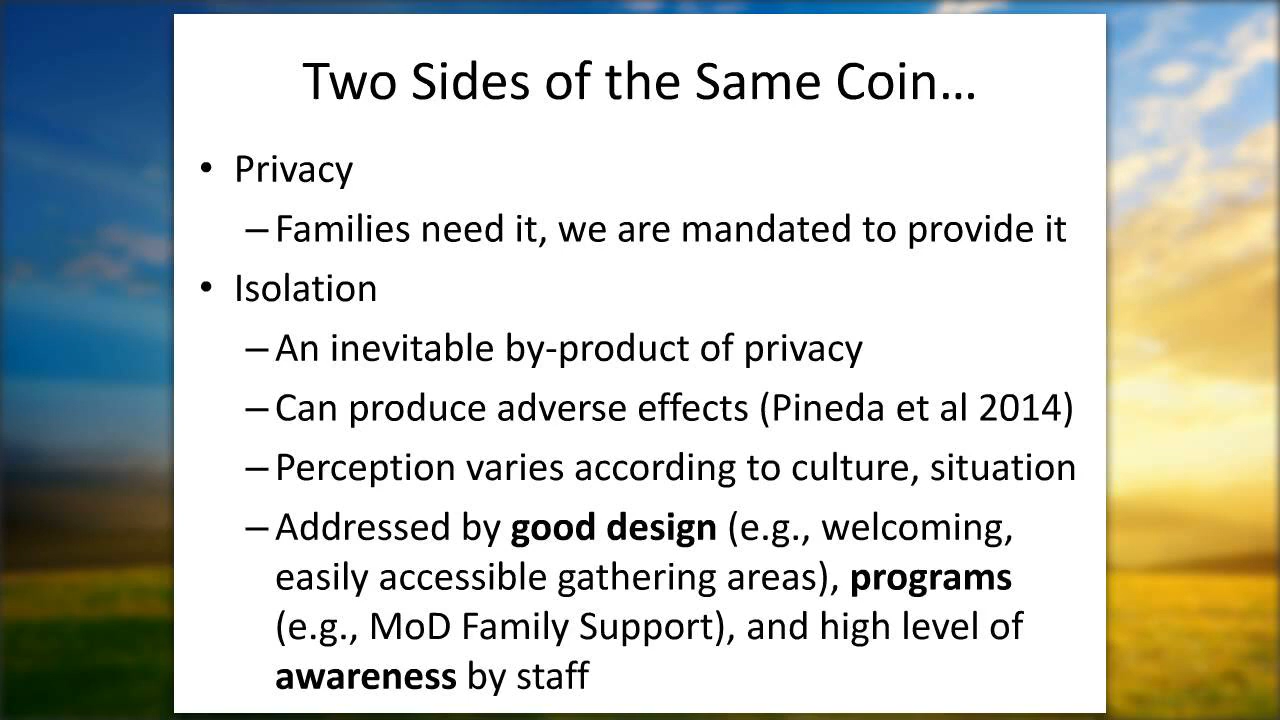 Two Sides of the Same Coin…
• Privacy
– Families need it, we are mandated to provide it
• Isolation
– An inevitable by-product of privacy
– Can produce adverse effects (Pineda et al 2014)
– Perception varies according to culture, situation
– Addressed by good design (e.g., welcoming,
easily accessible gathering areas), programs
(e.g., MoD Family Support), and high level of
awareness by staff